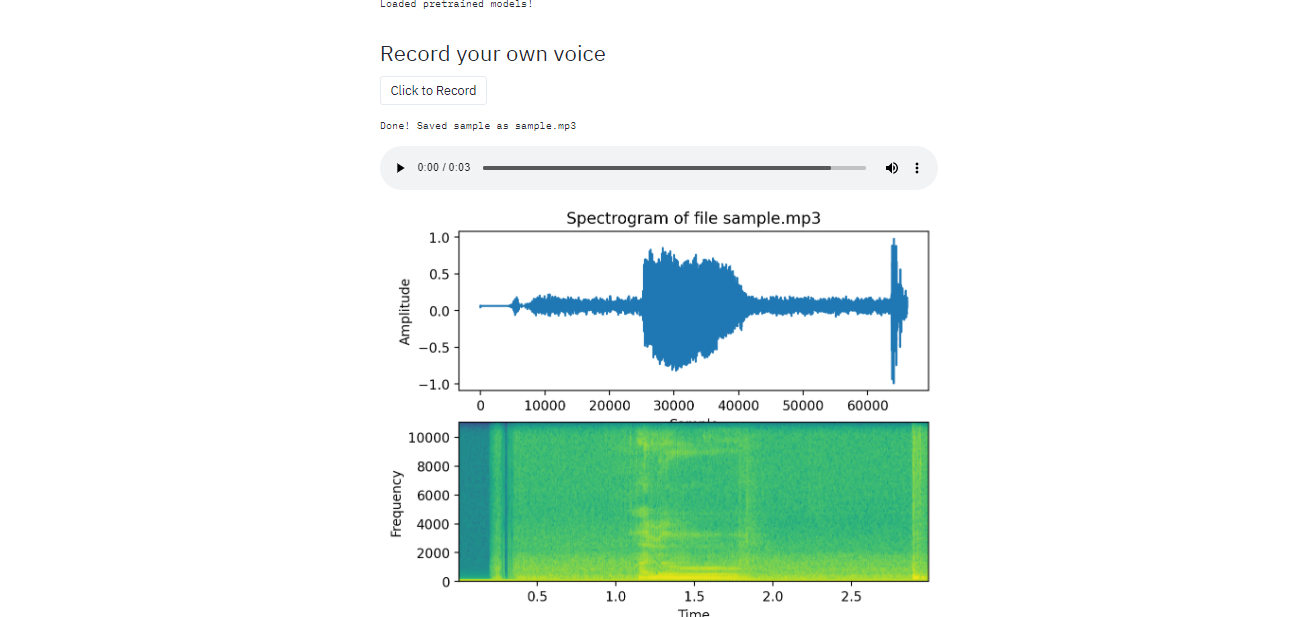 Loaded pretrained models!
Record your own voice
Click to Record
Done! Saved sample as sample.mp3
0:00 / 0:03
Spectrogram of file sample.mp3
1.0
0.5
0.0
−0.5
−1.0
Amplitude
0 10000 20000 30000 40000 50000 60000
Sample
10000
8000
6000
4000
2000
0
Frequency
0.5 1.0 1.5 2.0 2.5
Time